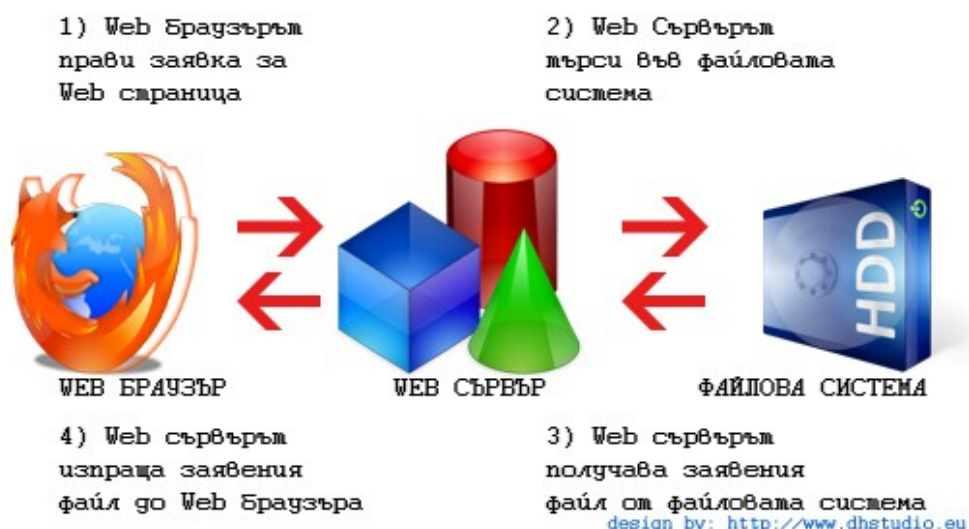 1) Web Браузърът
прави заявка за
Web страница
2) Web Сървърът
търси във файловата
система
HDD
WEB БРАУЗЪР
WEB СЪРВЪР
ФАЙЛОВА СИСТЕМА
4) Web сървърът
изпраща заявения
файл до Web Браузъра
3) Web сървърът
получава заявения
файл от файловата система
design by: http://www.dhstudio.eu